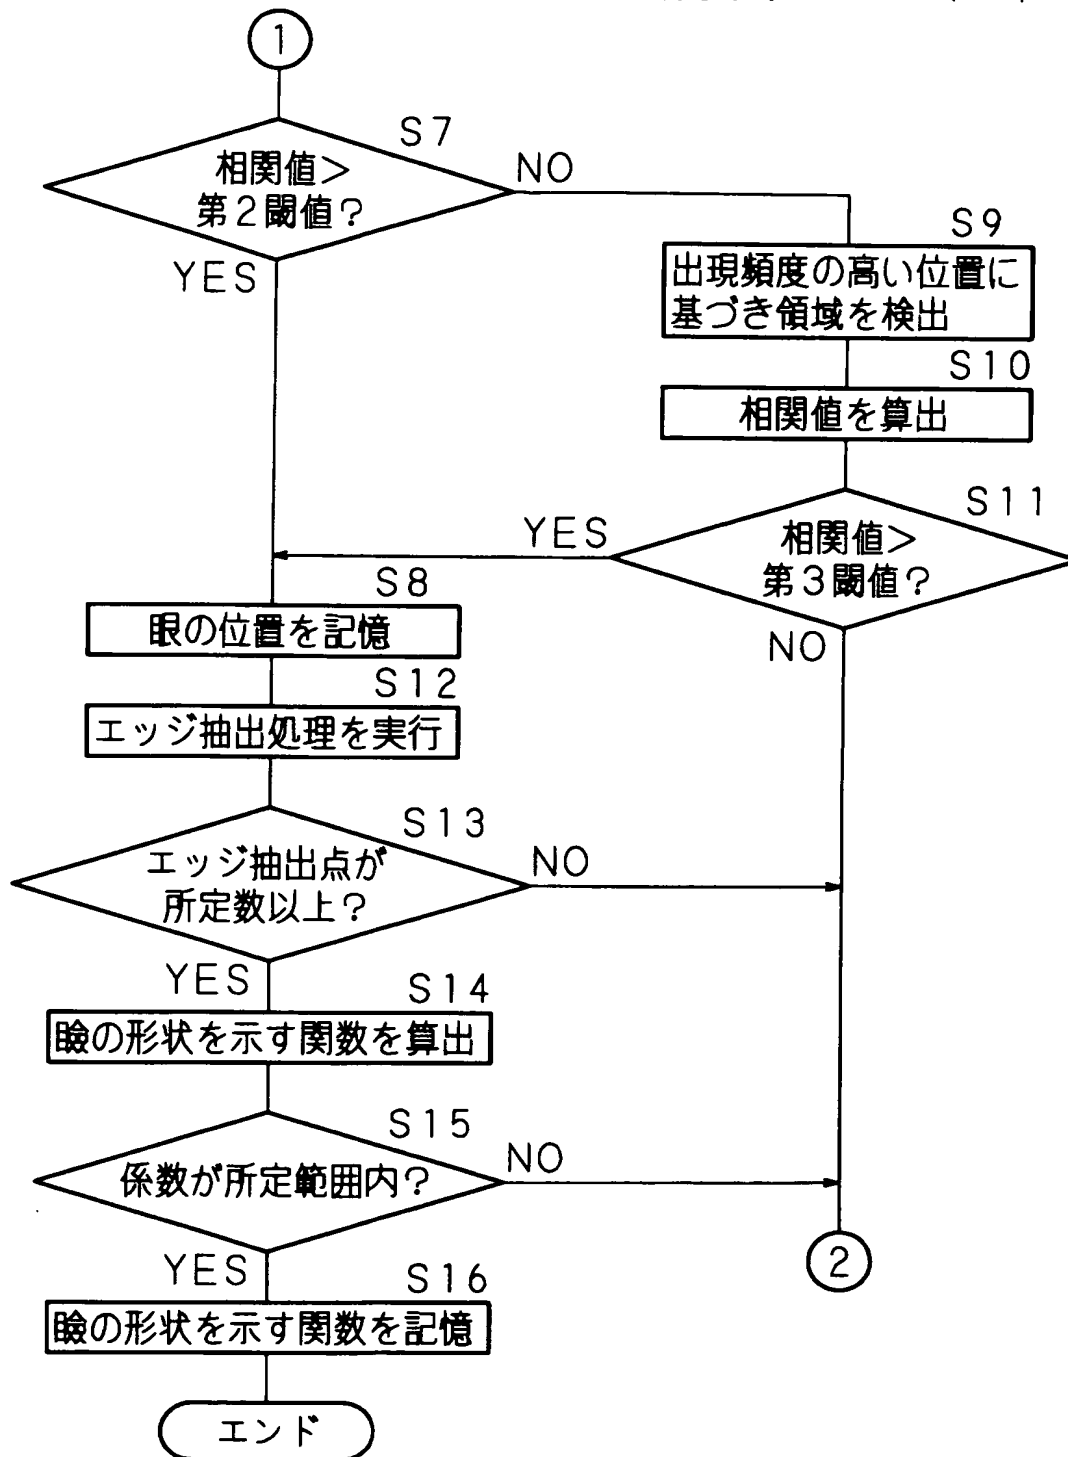 1
S7
相関値>
第2閾値?
NO
YES
S9
出現頻度の高い位置に
基づき領域を検出
S10
相関値を算出
S11
相関値>
第3閾値?
YES
NO
S8
眼の位置を記憶
S12
エッジ抽出処理を実行
S13
エッジ抽出点が
所定数以上?
NO
YES
S14
瞼の形状を示す関数を算出
S15
係数が所定範囲内?
NO
YES
2
S16
瞼の形状を示す関数を記憶
エンド